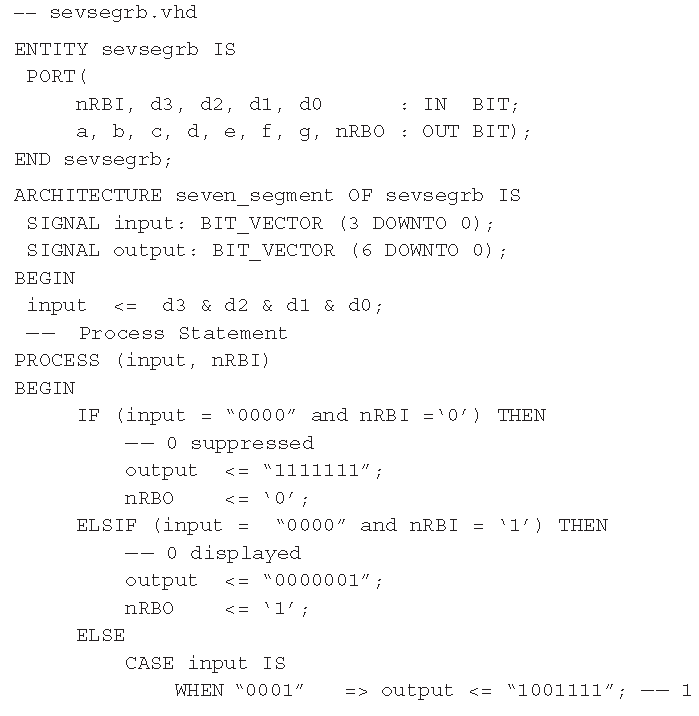 —— sevsegrb.vhd
ENTITY sevsegrb IS
PORT(
nRBI, d3, d2, d1, d0 : IN BIT;
a, b, c, d, e, f, g, nRBO : OUT BIT);
END sevsegrb;
ARCHITECTURE seven_segment OF sevsegrb IS
SIGNAL input: BIT_VECTOR (3 DOWNTO 0);
SIGNAL output: BIT_VECTOR (6 DOWNTO 0);
BEGIN
input <= d3 & d2 & d1 & d0;
—— Process Statement
PROCESS (input, nRBI)
BEGIN
IF (input = “0000” and nRBI =‘0’) THEN
—— 0 suppressed
output <= “1111111”;
nRBO <= ‘0’;
ELSIF (input = “0000” and nRBI = ‘1’) THEN
—— 0 displayed
output <= “0000001”;
nRBO <= ‘1’;
ELSE
CASE input IS
WHEN “0001” => output <= “1001111”; —— 1